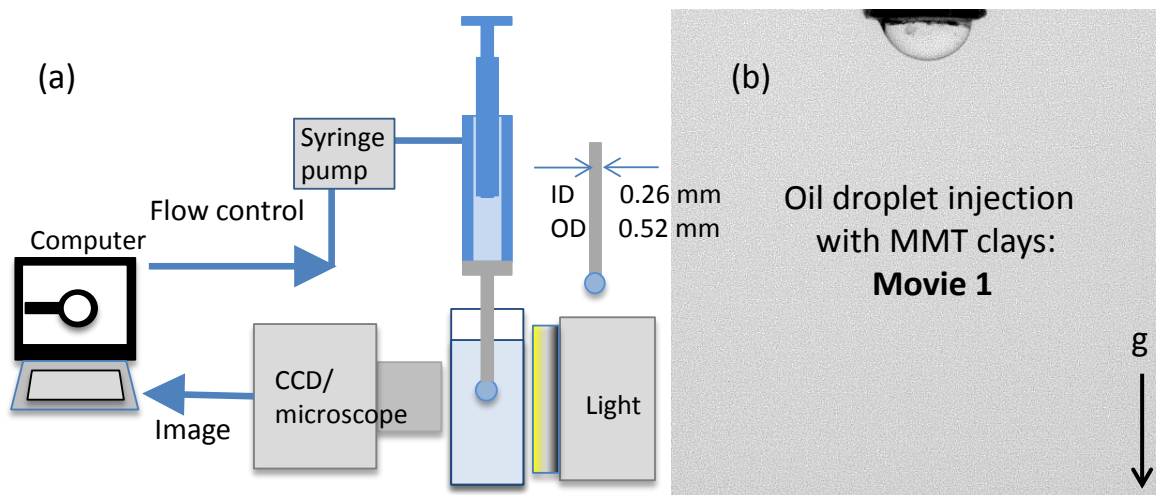 (a)
Syringe
pump
Flow control
Computer
ID 0.26 mm
OD 0.52 mm
CCD/
microscope
Image
Light
(b)
Oil droplet injection
with MMT clays:
Movie 1
g